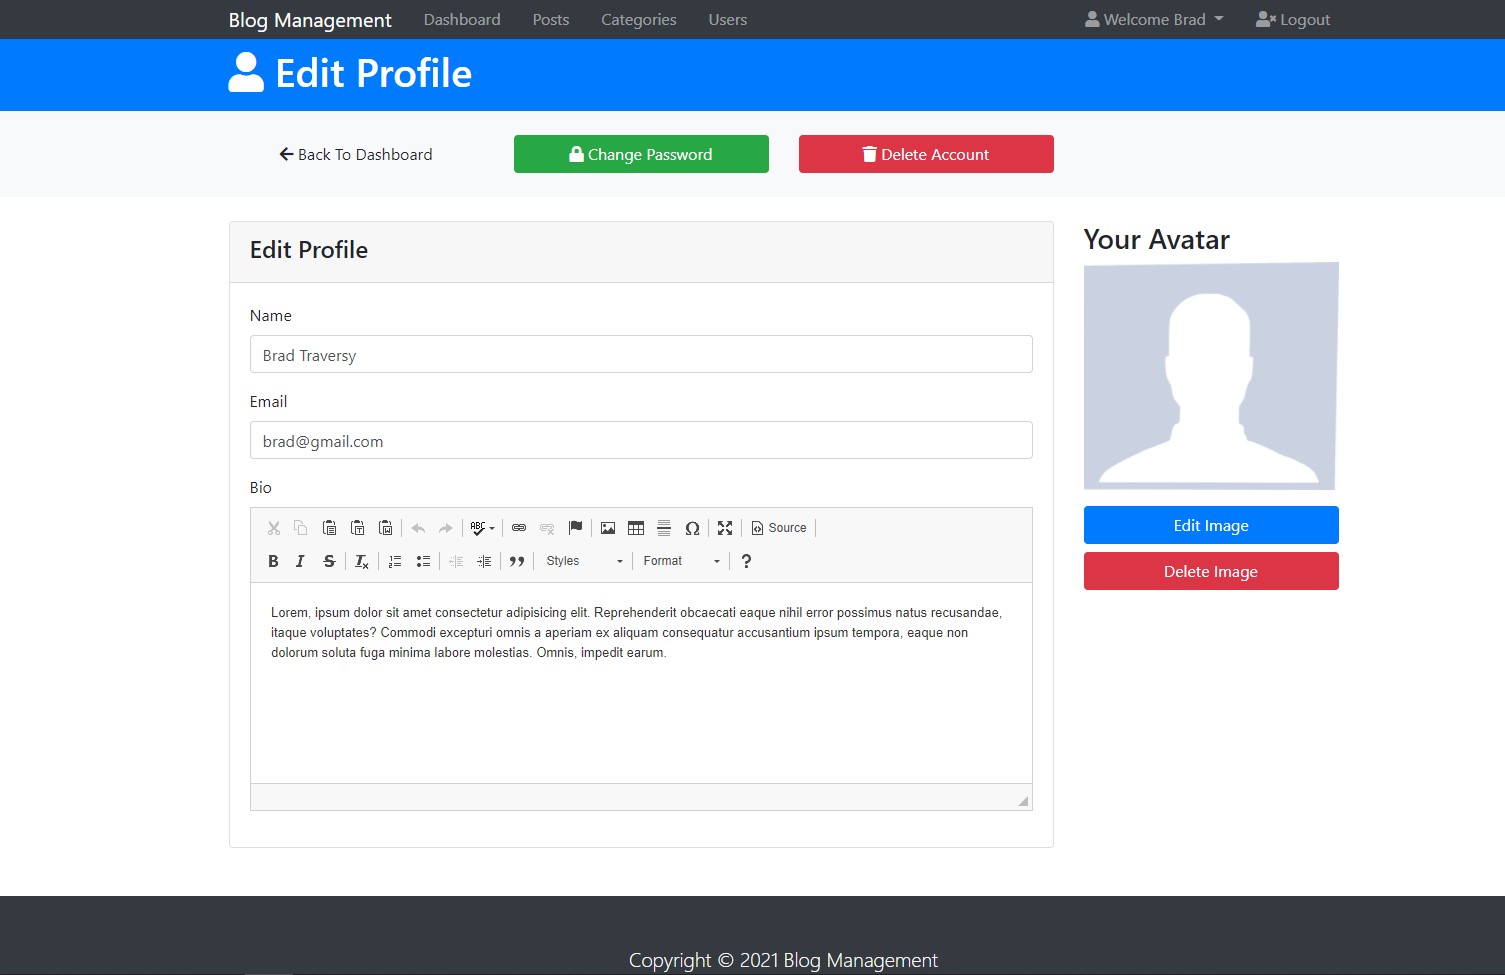 Blog Management Dashboard Posts Categories Users Welcome Brad Logout
Edit Profile
Back To Dashboard Change Password Delete Account
Edit Profile
Name
Brad Traversy
Email
brad@gmail.com
Bio
ABC Source
B I S Tx Styles Format ?
Lorem, ipsum dolor sit amet consectetur adipisicing elit. Reprehenderit obcaecati eaque nihil error possimus natus recusandae,
itaque voluptates? Commodi excepturi omnis a aperiam ex aliquam consequatur accusantium ipsum tempora, eaque non
dolorum soluta fuga minima labore molestias. Omnis, impedit earum.
Your Avatar
Edit Image
Delete Image
Copyright © 2021 Blog Management